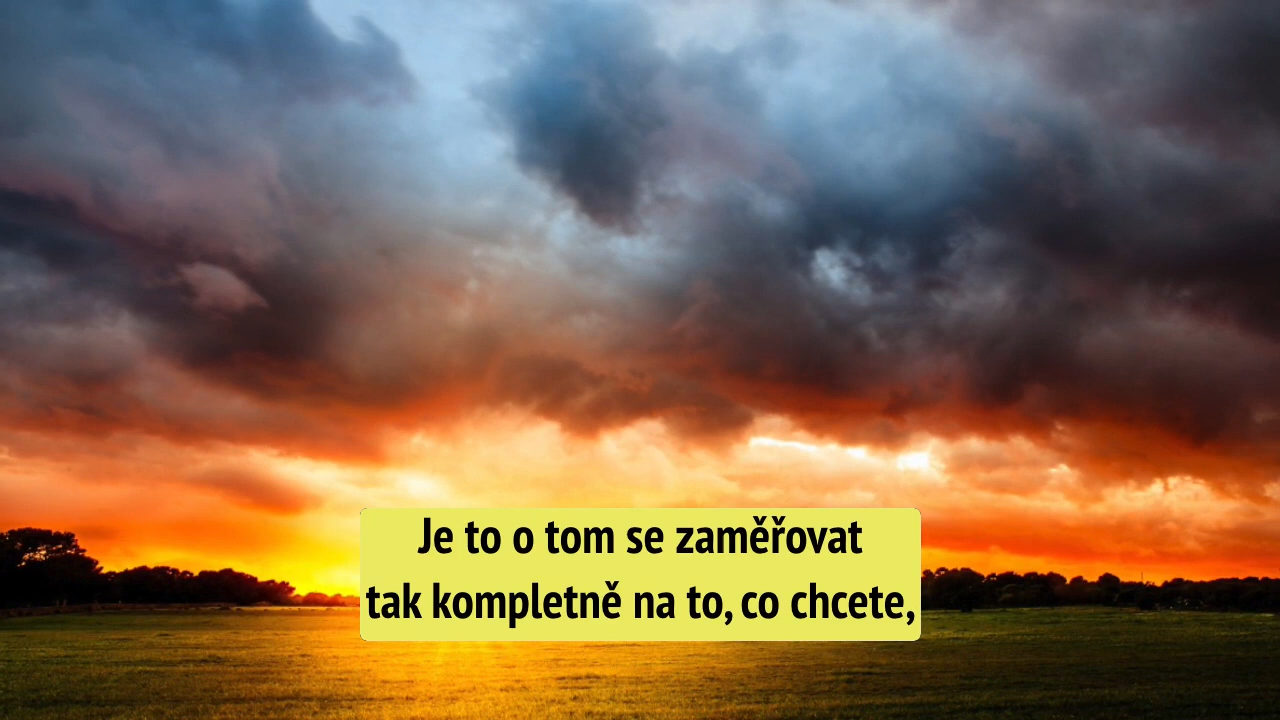 Je to o tom se zaměřovat
tak kompletně na to, co chcete,